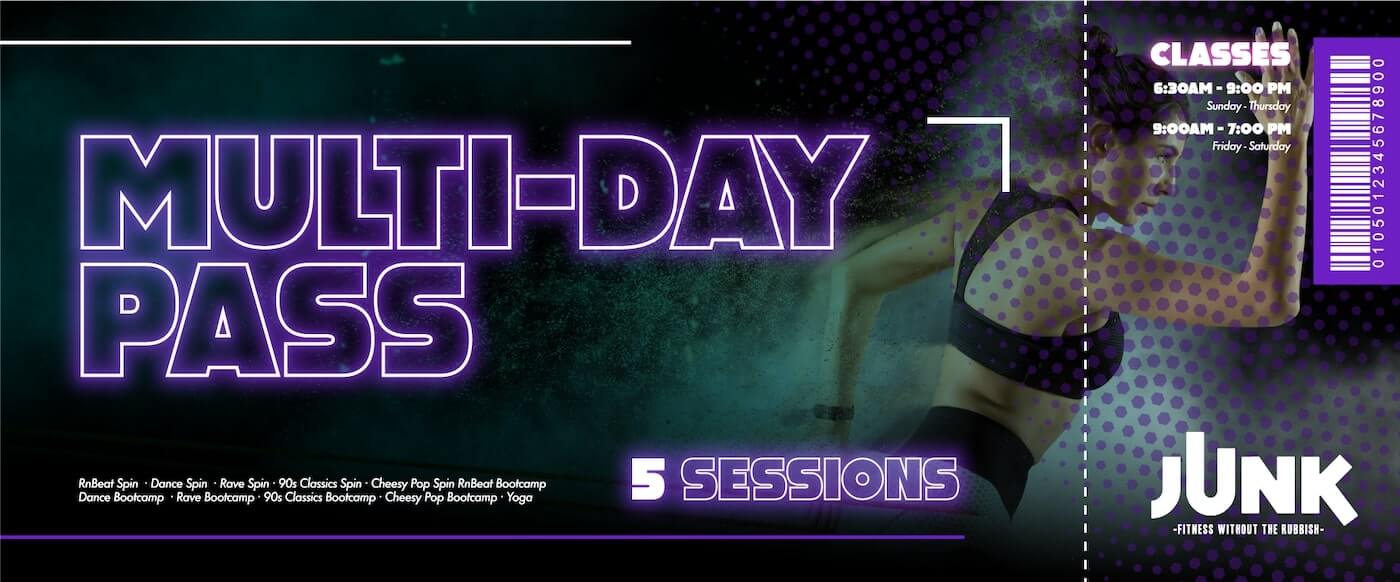 MULTI-DAY
PASS
RnBeat Spin · Dance Spin · Rave Spin · 90s Classics Spin · Cheesy Pop Spin RnBeat Bootcamp
Dance Bootcamp · Rave Bootcamp · 90s Classics Bootcamp · Cheesy Pop Bootcamp · Yoga
5 SESSIONS
CLASSES
6:30AM - 9:00 PM
Sunday - Thursday
9:00AM - 7:00 PM
Friday - Saturday
0105012345678900
JUNK
-FITNESS WITHOUT THE RUBBISH-